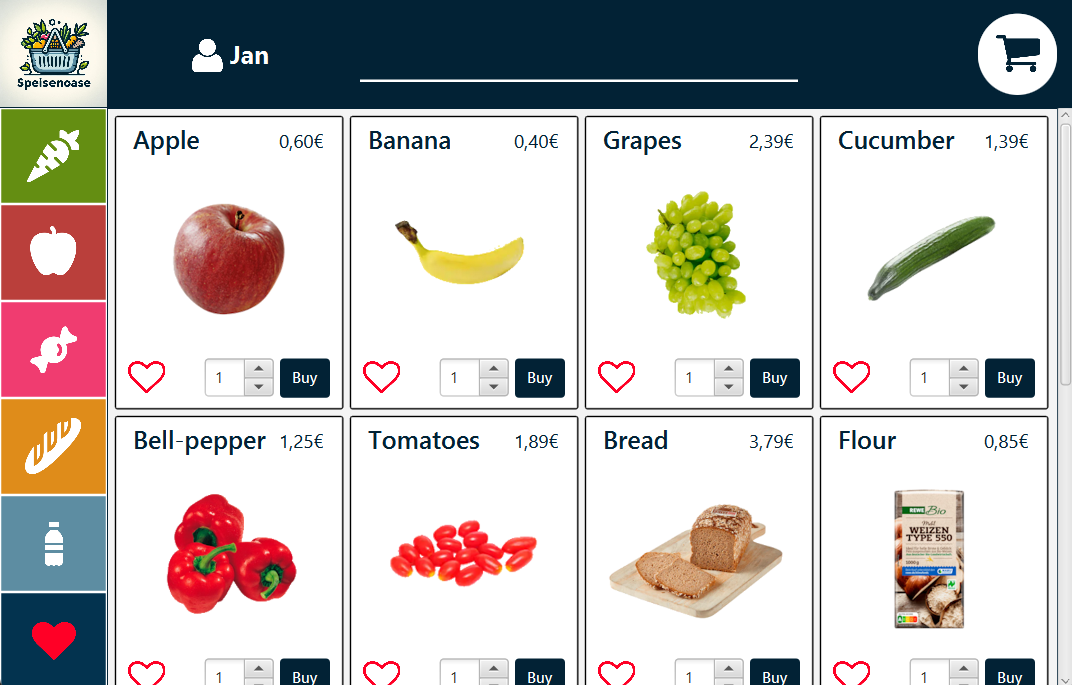 Speisenoase
Jan
Apple 0,60€
Banana 0,40€
Grapes 2,39€
Cucumber 1,39€
1 Buy
1 Buy
1 Buy
1 Buy
Bell-pepper 1,25€
Tomatoes 1,89€
Bread 3,79€
Flour 0,85€
REWE Bio
WEIZEN
TYPE 550
1000 g
1 Buy
1 Buy
1 Buy
1 Buy